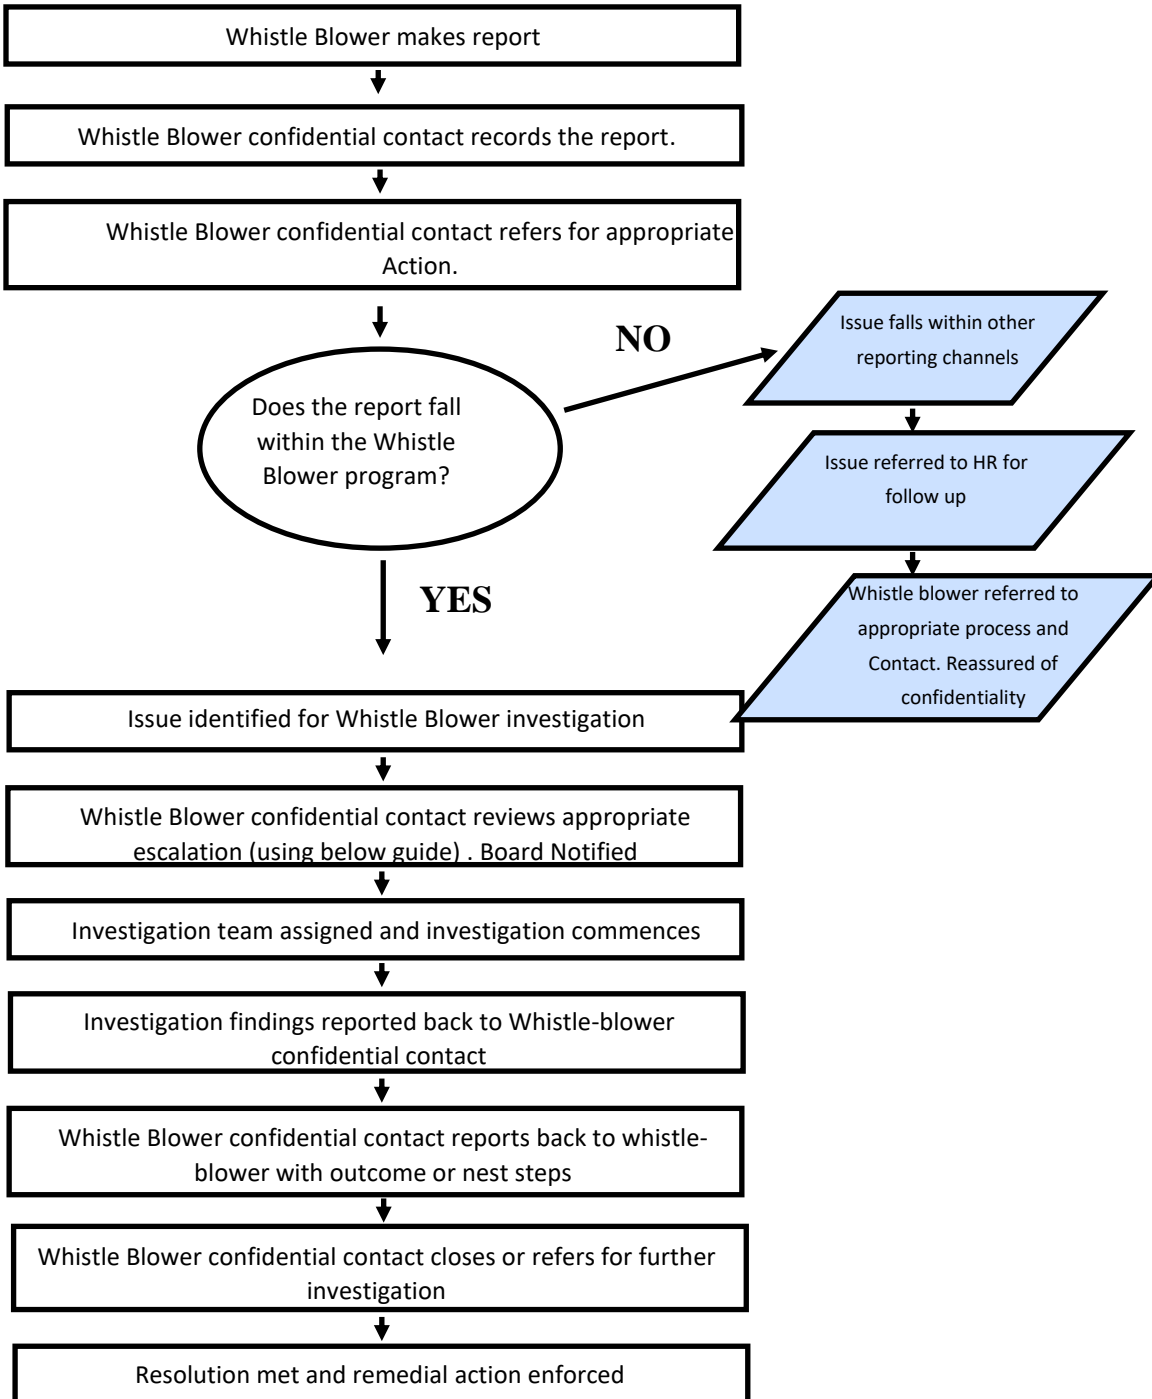 Whistle Blower makes report
Whistle Blower confidential contact records the report.
Whistle Blower confidential contact refers for appropriate
Action.
NO
Issue falls within other
reporting channels
Does the report fall
within the Whistle
Blower program?
Issue referred to HR for
follow up
YES
Whistle blower referred to
appropriate process and
Contact. Reassured of
confidentiality
Issue identified for Whistle Blower investigation
Whistle Blower confidential contact reviews appropriate
escalation (using below guide) . Board Notified
Investigation team assigned and investigation commences
Investigation findings reported back to Whistle-blower
confidential contact
Whistle Blower confidential contact reports back to whistle-
blower with outcome or nest steps
Whistle Blower confidential contact closes or refers for further
investigation
Resolution met and remedial action enforced